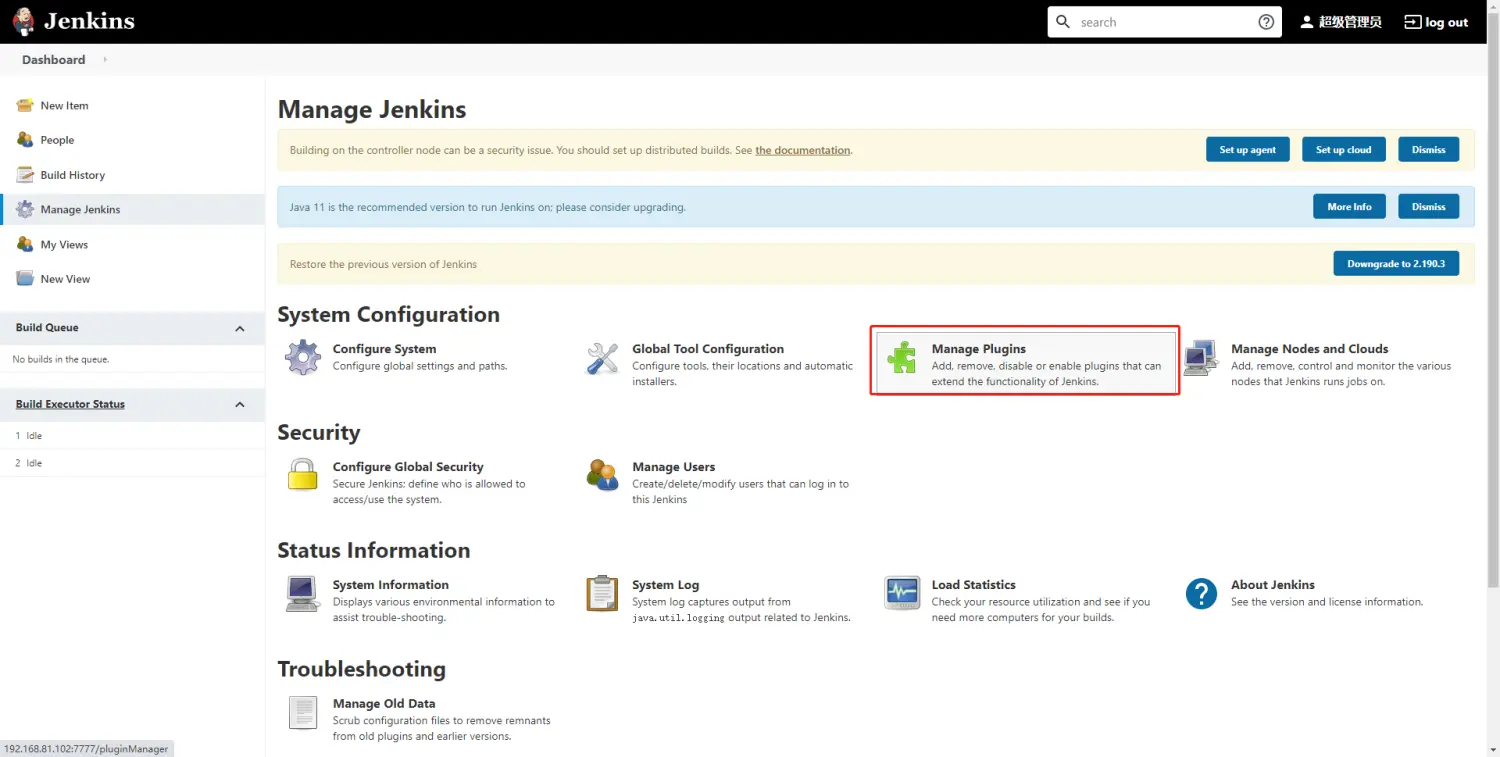 Jenkins
search
超级管理员
log out
Dashboard
New Item
People
Build History
Manage Jenkins
My Views
New View
Build Queue
No builds in the queue.
Build Executor Status
1 Idle
2 Idle
Manage Jenkins
Building on the controller node can be a security issue. You should set up distributed builds. See the documentation.
Set up agent
Set up cloud
Dismiss
Java 11 is the recommended version to run Jenkins on; please consider upgrading.
More Info
Dismiss
Restore the previous version of Jenkins
Downgrade to 2.190.3
System Configuration
Configure System
Configure global settings and paths.
Global Tool Configuration
Configure tools, their locations and automatic
installers.
Manage Plugins
Add, remove, disable or enable plugins that can
extend the functionality of Jenkins.
Manage Nodes and Clouds
Add, remove, control and monitor the various
nodes that Jenkins runs jobs on.
Security
Configure Global Security
Secure Jenkins; define who is allowed to
access/use the system.
Manage Users
Create/delete/modify users that can log in to
this Jenkins
Status Information
System Information
Displays various environmental information to
assist trouble-shooting.
System Log
System log captures output from
java.util.logging output related to Jenkins.
Load Statistics
Check your resource utilization and see if you
need more computers for your builds.
About Jenkins
See the version and license information.
Troubleshooting
Manage Old Data
Scrub configuration files to remove remnants
from old plugins and earlier versions.
192.168.81.102:7777/pluginManager